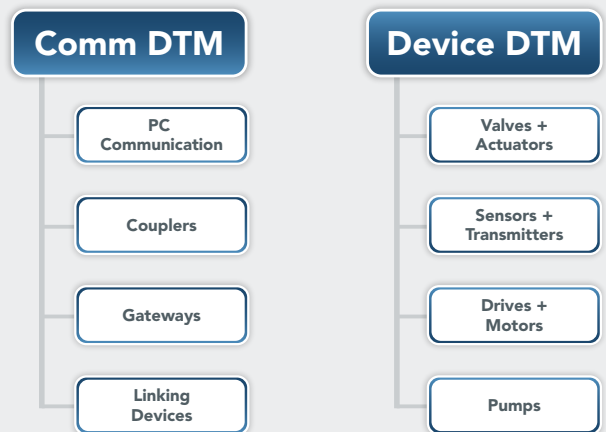 Comm DTM
PC
Communication
Couplers
Gateways
Linking
Devices
Device DTM
Valves +
Actuators
Sensors +
Transmitters
Drives +
Motors
Pumps